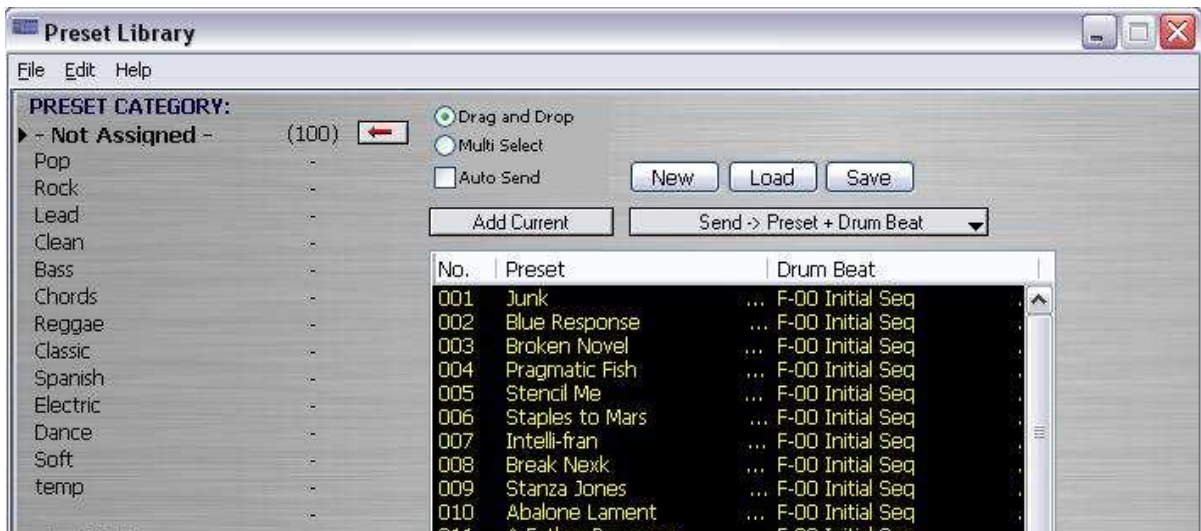 Preset Library
File Edit Help
PRESET CATEGORY:
- Not Assigned - (100)
Pop -
Rock -
Lead -
Clean -
Bass -
Chords -
Reggae -
Classic -
Spanish -
Electric -
Dance -
Soft -
temp -
-
Drag and Drop
Multi Select
Auto Send
New Load Save
Add Current Send -> Preset + Drum Beat
No. Preset Drum Beat
001 Junk ... F-00 Initial Seq
002 Blue Response ... F-00 Initial Seq
003 Broken Novel ... F-00 Initial Seq
004 Pragmatic Fish ... F-00 Initial Seq
005 Stencil Me ... F-00 Initial Seq
006 Staples to Mars ... F-00 Initial Seq
007 Intelli-fran ... F-00 Initial Seq
008 Break Nexk ... F-00 Initial Seq
009 Stanza Jones ... F-00 Initial Seq
010 Abalone Lament ... F-00 Initial Seq